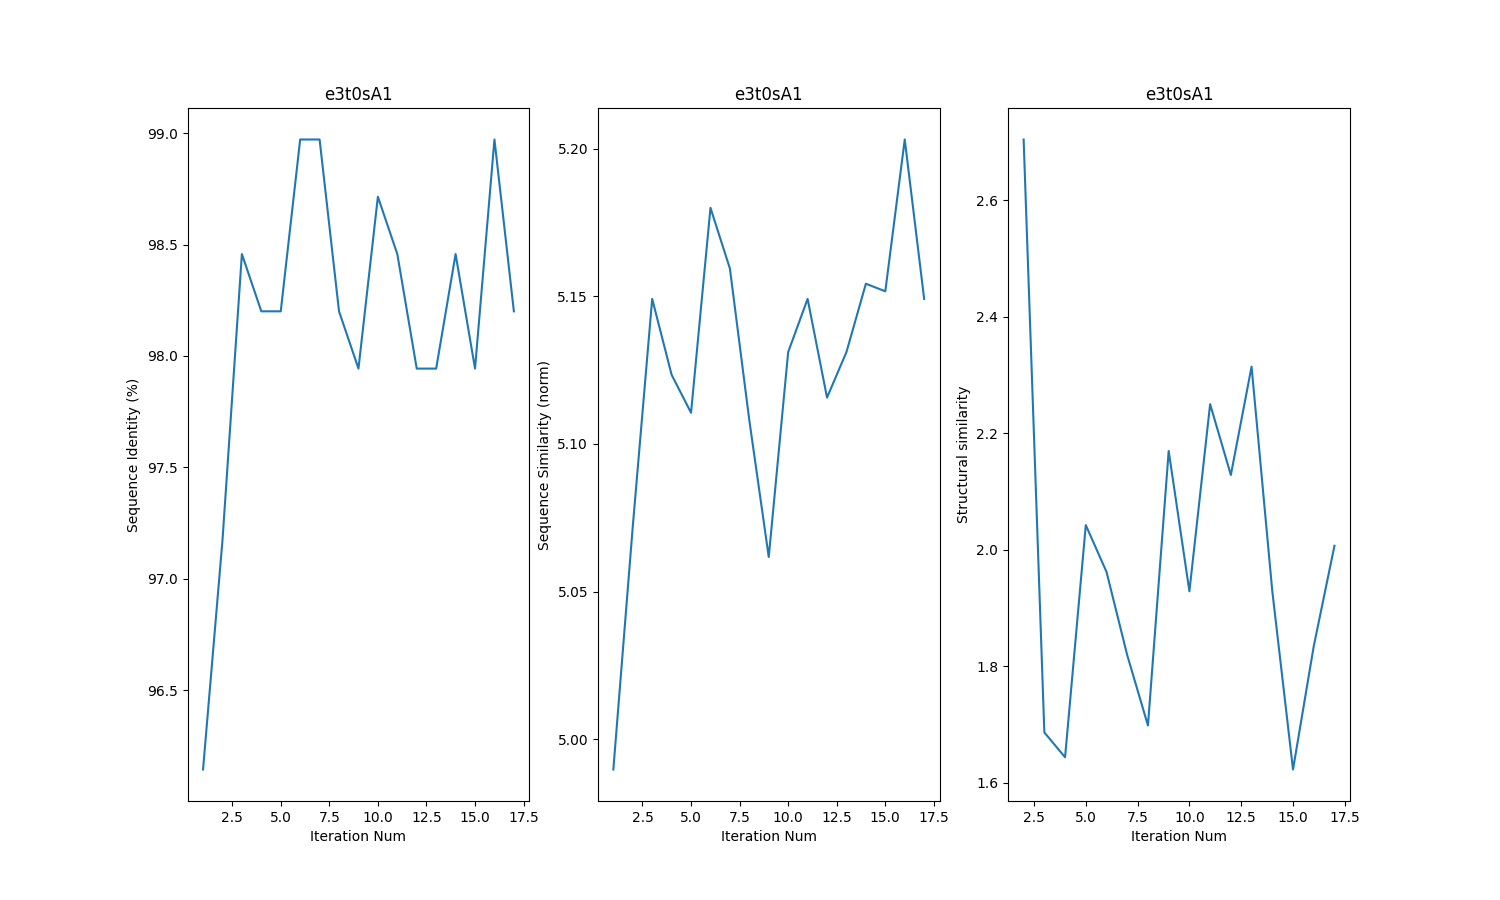 e3t0sA1
e3t0sA1
e3t0sA1
99.0
98.5
98.0
97.5
97.0
96.5
Sequence Identity (%)
2.5 5.0 7.5 10.0 12.5 15.0 17.5
Iteration Num
5.20
5.15
5.10
5.05
5.00
Sequence Similarity (norm)
2.5 5.0 7.5 10.0 12.5 15.0 17.5
Iteration Num
2.6
2.4
2.2
2.0
1.8
1.6
Structural similarity
2.5 5.0 7.5 10.0 12.5 15.0 17.5
Iteration Num